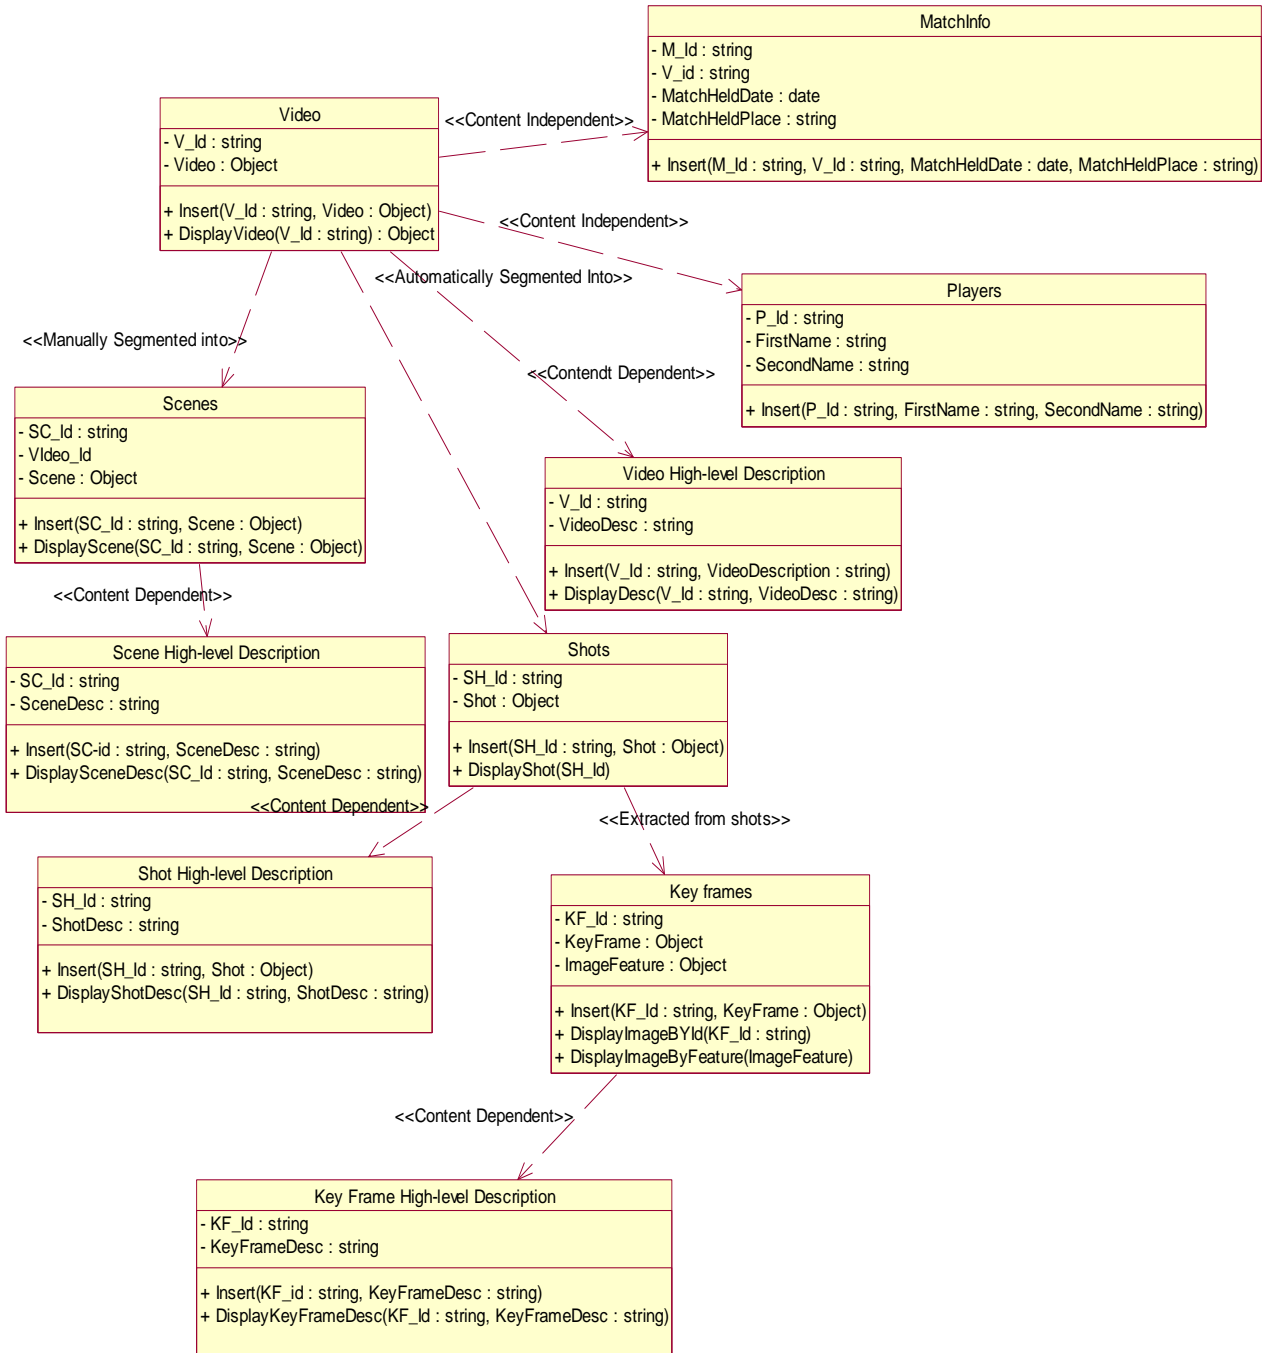 MatchInfo
- M_Id : string
- V_id : string
- MatchHeldDate : date
- MatchHeldPlace : string
+ Insert(M_Id : string, V_Id : string, MatchHeldDate : date, MatchHeldPlace : string)
Video
- V_Id : string
- Video : Object
+ Insert(V_Id : string, Video : Object)
+ DisplayVideo(V_Id : string) : Object
<<Content Independent>>
<<Content Independent>>
<<Automatically Segmented Into>>
Players
- P_Id : string
- FirstName : string
- SecondName : string
+ Insert(P_Id : string, FirstName : string, SecondName : string)
<<Manually Segmented into>>
<<Contendt Dependent>>
Scenes
- SC_Id : string
- VIdeo_Id
- Scene : Object
+ Insert(SC_Id : string, Scene : Object)
+ DisplayScene(SC_Id : string, Scene : Object)
Video High-level Description
- V_Id : string
- VideoDesc : string
+ Insert(V_Id : string, VideoDescription : string)
+ DisplayDesc(V_Id : string, VideoDesc : string)
<<Content Dependent>>
Scene High-level Description
- SC_Id : string
- SceneDesc : string
+ Insert(SC-id : string, SceneDesc : string)
+ DisplaySceneDesc(SC_Id : string, SceneDesc : string)
Shots
- SH_Id : string
- Shot : Object
+ Insert(SH_Id : string, Shot : Object)
+ DisplayShot(SH_Id)
<<Content Dependent>>
<<Extracted from shots>>
Shot High-level Description
- SH_Id : string
- ShotDesc : string
+ Insert(SH_Id : string, Shot : Object)
+ DisplayShotDesc(SH_Id : string, ShotDesc : string)
Key frames
- KF_Id : string
- KeyFrame : Object
- ImageFeature : Object
+ Insert(KF_Id : string, KeyFrame : Object)
+ DisplayImageBYId(KF_Id : string)
+ DisplayImageByFeature(ImageFeature)
<<Content Dependent>>
Key Frame High-level Description
- KF_Id : string
- KeyFrameDesc : string
+ Insert(KF_id : string, KeyFrameDesc : string)
+ DisplayKeyFrameDesc(KF_Id : string, KeyFrameDesc : string)